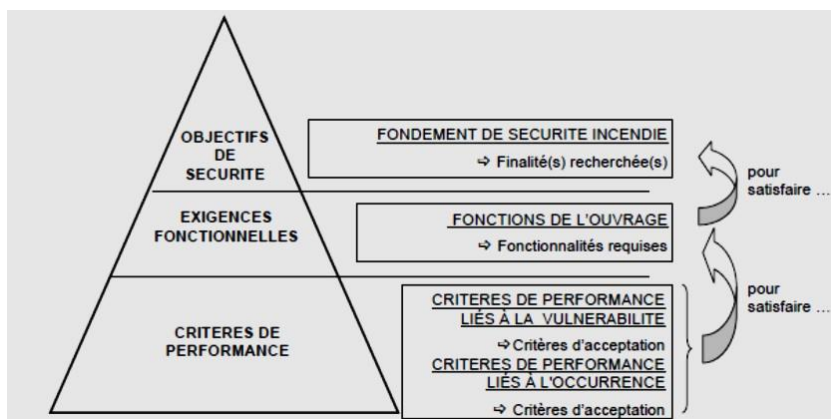 OBJECTIFS
DE
SECURITE
FONDEMENT DE SECURITE INCENDIE
➪ Finalité(s) recherchée(s)
pour
satisfaire ...
EXIGENCES
FONCTIONNELLES
FONCTIONS DE L'OUVRAGE
➪ Fonctionnalités requises
CRITERES DE
PERFORMANCE
CRITERES DE PERFORMANCE
LIÉS À LA VULNERABILITE
➪Critères d'acceptation
CRITERES DE PERFORMANCE
LIÉS À L'OCCURRENCE
➪ Critères d'acceptation
pour
satisfaire ...